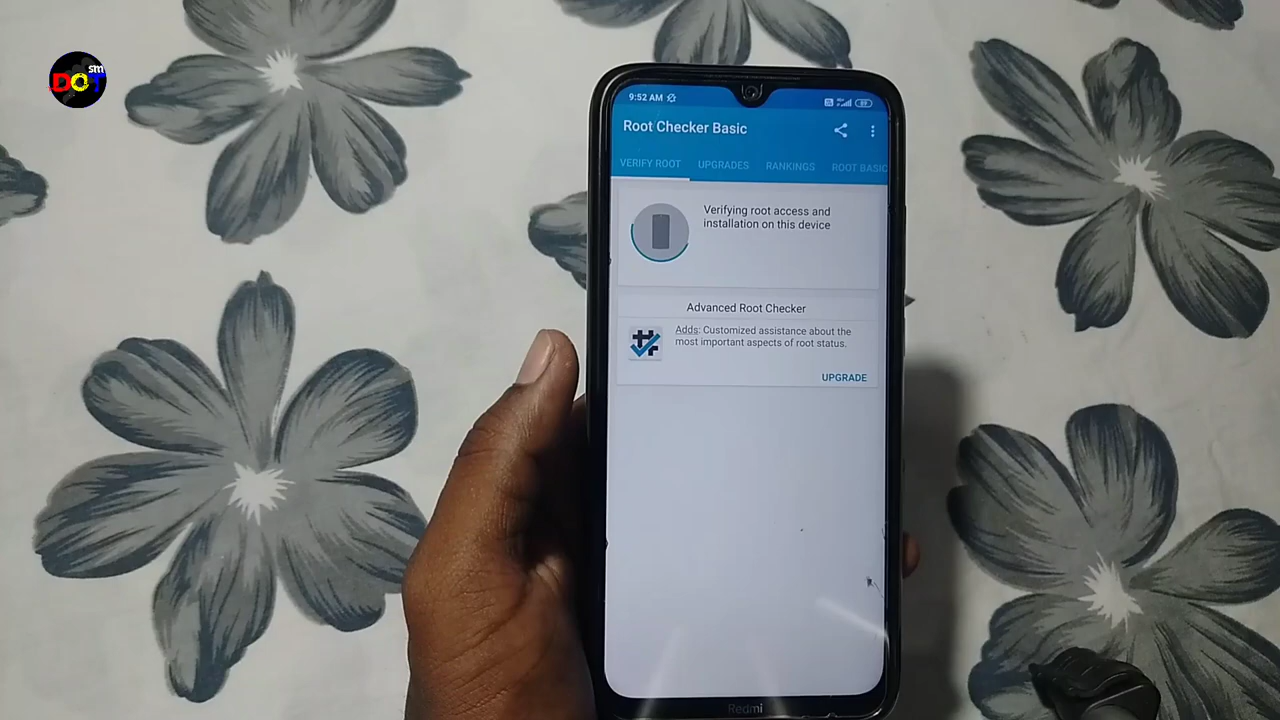 sm
DOT
9:52 AM
89
Root Checker Basic
VERIFY ROOT
UPGRADES
RANKINGS
ROOT BASIC
Verifying root access and
installation on this device
Advanced Root Checker
Adds: Customized assistance about the
most important aspects of root status.
UPGRADE
Redmi